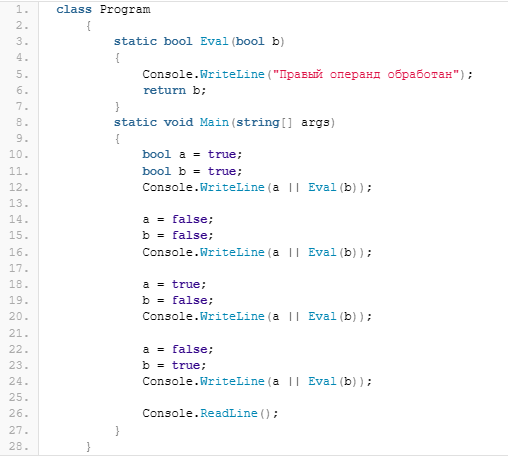 1. class Program
2. {
3. static bool Eval(bool b)
4. {
5. Console.WriteLine("Правый операнд обработан");
6. return b;
7. }
8. static void Main(string[] args)
9. {
10. bool a = true;
11. bool b = true;
12. Console.WriteLine(a || Eval(b));
13.
14. a = false;
15. b = false;
16. Console.WriteLine(a || Eval(b));
17.
18. a = true;
19. b = false;
20. Console.WriteLine(a || Eval(b));
21.
22. a = false;
23. b = true;
24. Console.WriteLine(a || Eval(b));
25.
26. Console.ReadLine();
27. }
28. }